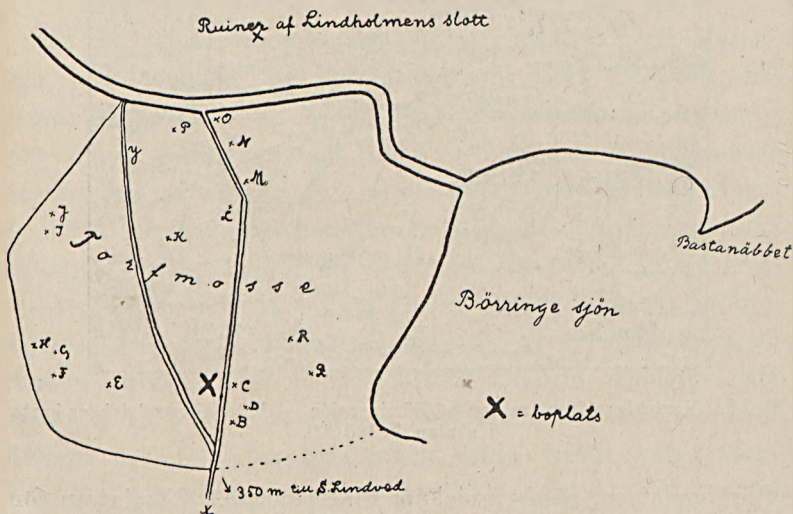 Ruiner af Lindholmens slott
O
P
N
y
M
L
J
K
I
Torfmosse
z
Bastanäbbet
Börringe sjön
H
G
R
F
E
C
D
B
X = boplats
350 m till S. Lindved